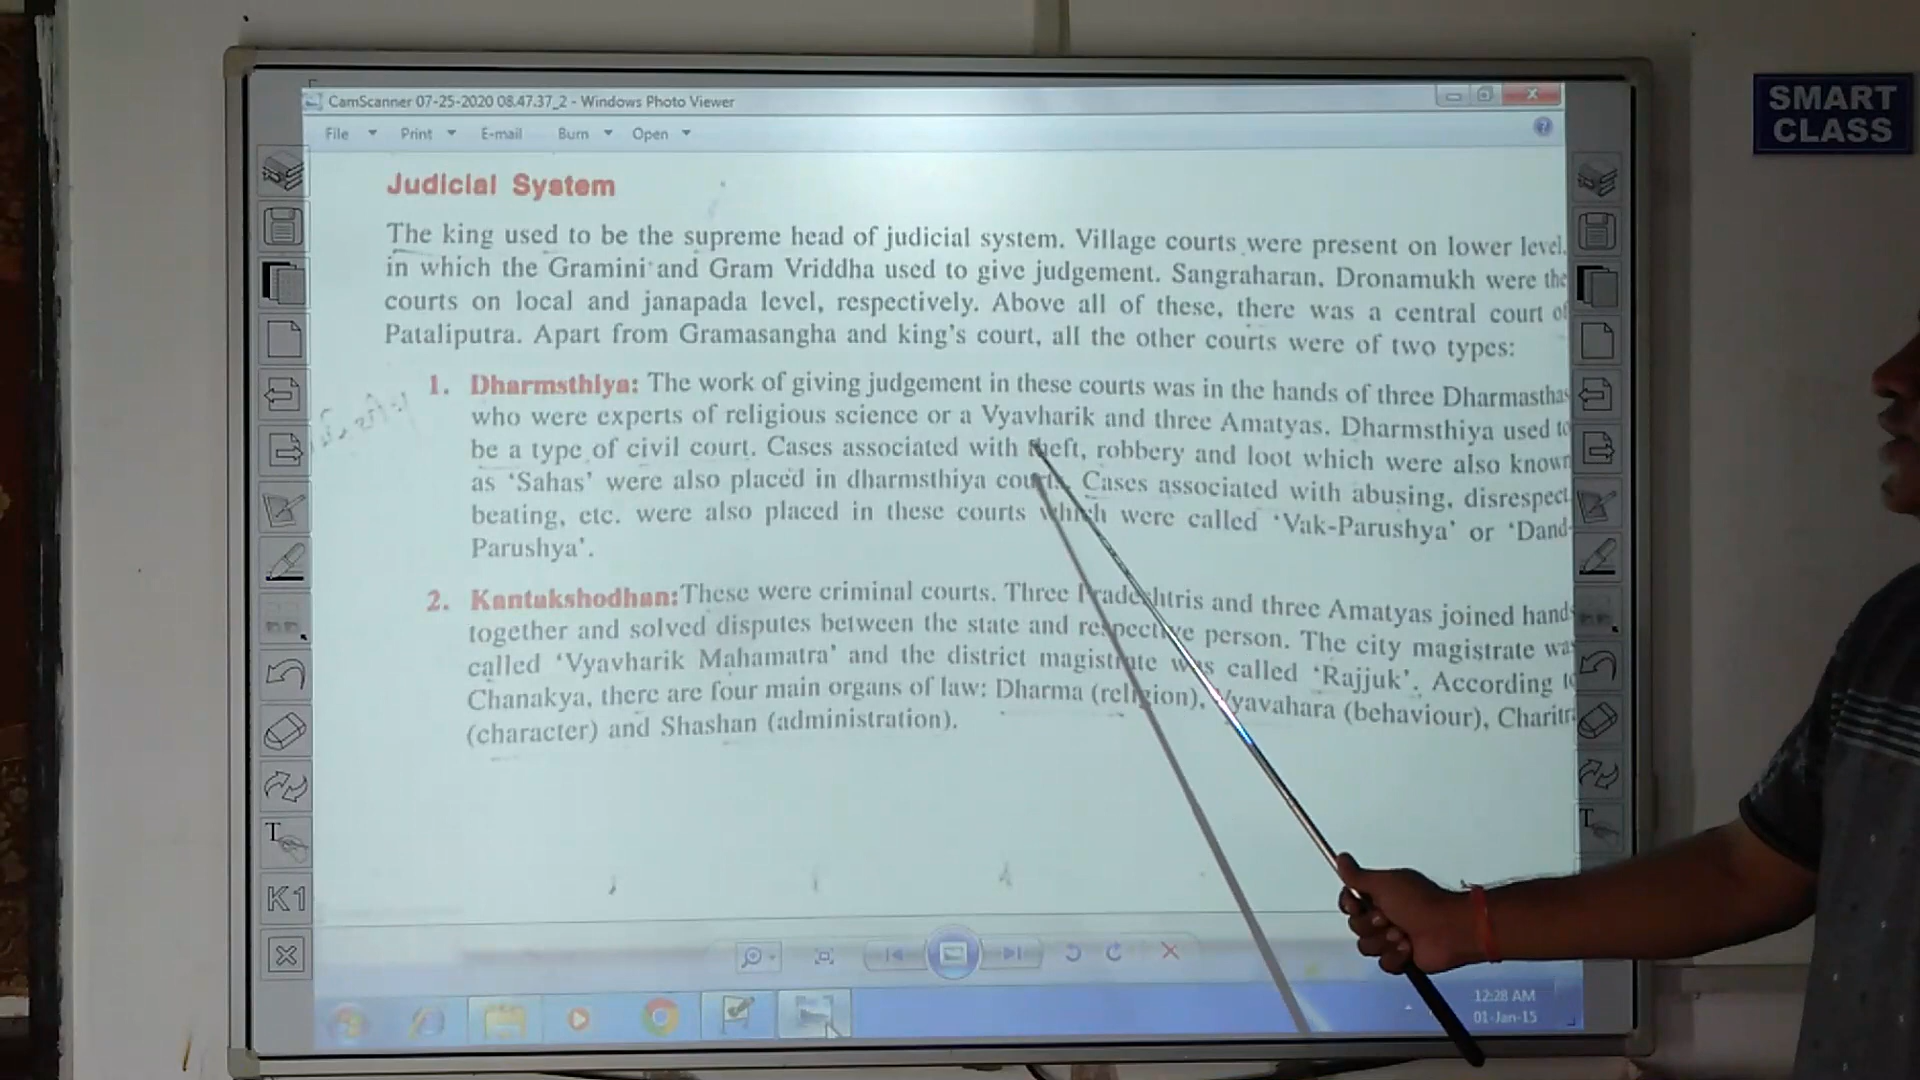 SMART
CLASS
CamScanner 07-25-2020 08.47.37_2 - Windows Photo Viewer
File Print E-mail Burn Open
Judicial System
The king used to be the supreme head of judicial system. Village courts were present on lower level,
in which the Gramini and Gram Vriddha used to give judgement. Sangraharan, Dronamukh were the
courts on local and janapada level, respectively. Above all of these, there was a central court of
Pataliputra. Apart from Gramasangha and king's court, all the other courts were of two types:
1. Dharmsthiya: The work of giving judgement in these courts was in the hands of three Dharmasthas
who were experts of religious science or a Vyavharik and three Amatyas. Dharmsthiya used to
be a type of civil court. Cases associated with theft, robbery and loot which were also known
as 'Sahas' were also placed in dharmsthiya courts. Cases associated with abusing, disrespect
beating, etc. were also placed in these courts which were called 'Vak-Parushya' or 'Dand-
Parushya'.
2. Kantakshodhan: These were criminal courts. Three Pradeshtris and three Amatyas joined hands
together and solved disputes between the state and respective person. The city magistrate was
called 'Vyavharik Mahamatra' and the district magistrate was called 'Rajjuk'. According to
Chanakya, there are four main organs of law: Dharma (religion), Vyavahara (behaviour), Charitra
(character) and Shashan (administration).
T
T
K1
12:28 AM
01-Jan-15